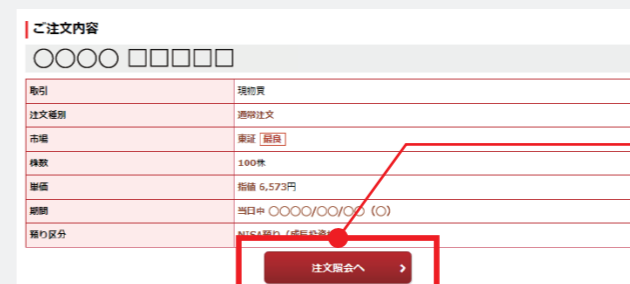 ご注文内容
○○○○ □□□□□
取引 現物買
注文種別 通常注文
市場 東証 最良
株数 100株
単価 指値 6,573円
期間 当日中 ○○○○/○○/○○ (○)
預り区分 NISA預り (成長投資
注文照会へ